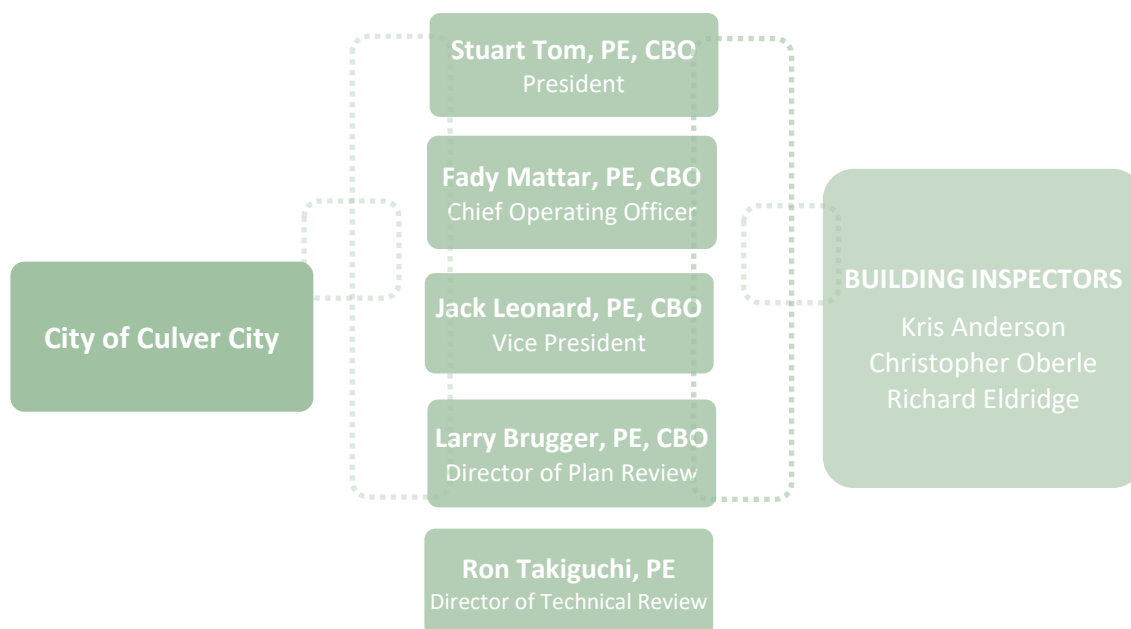 City of Culver City
Stuart Tom, PE, CBO
President
Fady Mattar, PE, CBO
Chief Operating Officer
Jack Leonard, PE, CBO
Vice President
Larry Brugger, PE, CBO
Director of Plan Review
Ron Takiguchi, PE
Director of Technical Review
BUILDING INSPECTORS
Kris Anderson
Christopher Oberle
Richard Eldridge